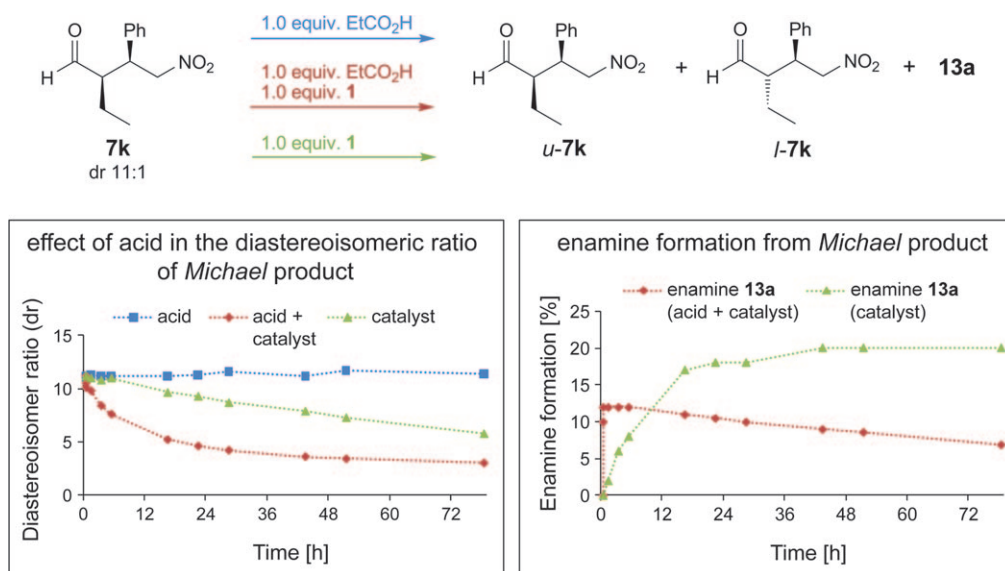 1.0 equiv. EtCO2H
1.0 equiv. EtCO2H
1.0 equiv. 1
1.0 equiv. 1
O
H
Ph
NO2
7k
dr 11:1
O
H
Ph
NO2
u-7k
+
O
H
Ph
NO2
l-7k
+ 13a
effect of acid in the diastereoisomeric ratio
of Michael product
acid
acid +
catalyst
catalyst
Diastereoisomer ratio (dr)
15
10
5
0
0 12 24 36 48 60 72
Time [h]
enamine formation from Michael product
enamine 13a
(acid + catalyst)
enamine 13a
(catalyst)
Enamine formation [%]
25
20
15
10
5
0
0 12 24 36 48 60 72
Time [h]